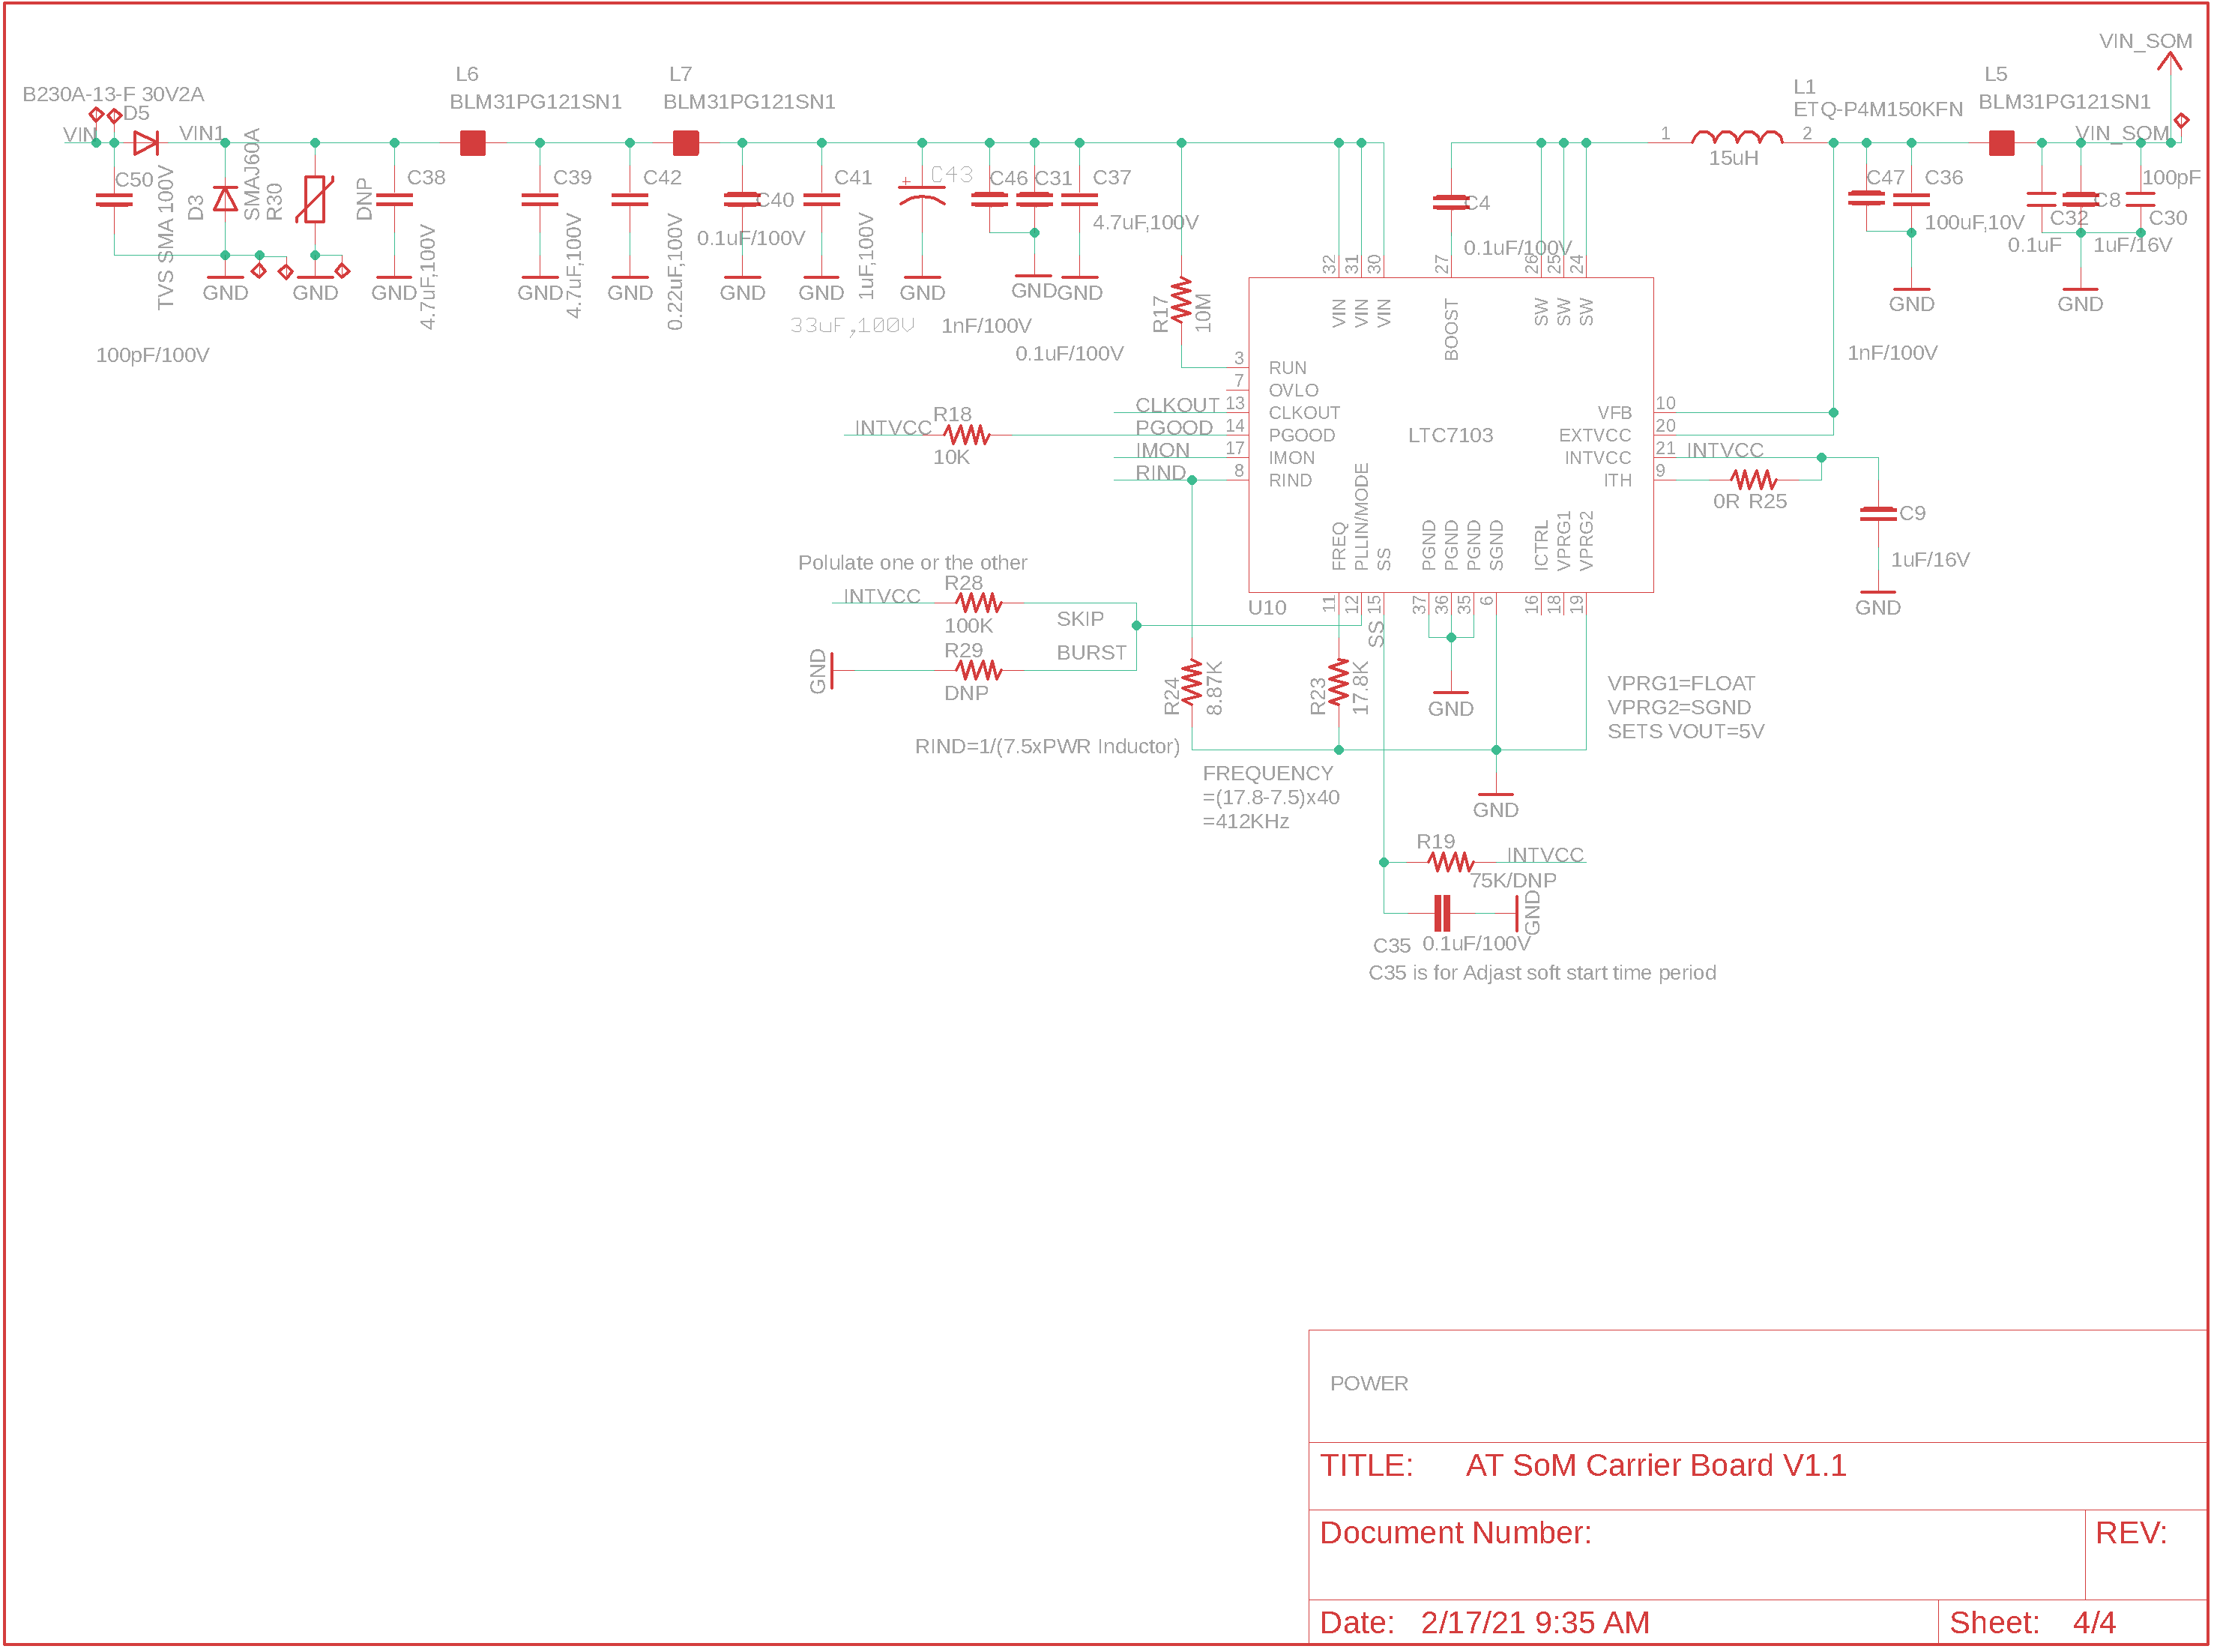 VIN_SOM
L6
L7
L5
L1
B230A-13-F 30V2A
BLM31PG121SN1
BLM31PG121SN1
ETQ-P4M150KFN
BLM31PG121SN1
D5
VIN
VIN1
1
2
VIN_SOM
15uH
C50
D3
TVS SMA 100V
SMAJ60A
R30
DNP
C38
C39
C42
C40
C41
C43
C46
C31
C37
C4
C47
C36
100pF
C32
C8
C30
4.7uF,100V
4.7uF,100V
0.22uF,100V
0.1uF/100V
1uF,100V
4.7uF,100V
0.1uF/100V
100uF,10V
0.1uF
1uF/16V
GND
GND
GND
GND
GND
GND
GND
GND
GND
GND
GND
GND
33uF,100V
1nF/100V
0.1uF/100V
100pF/100V
1nF/100V
R17
10M
32
31
30
27
26
25
24
VIN
VIN
VIN
BOOST
SW
SW
SW
3
RUN
7
OVLO
CLKOUT
13
CLKOUT
VFB
10
INTVCC
R18
10K
PGOOD
14
PGOOD
LTC7103
EXTVCC
20
IMON
17
IMON
INTVCC
21
INTVCC
RIND
8
RIND
ITH
9
0R R25
C9
1uF/16V
GND
FREQ
PLLIN/MODE
SS
PGND
PGND
PGND
SGND
ICTRL
VPRG1
VPRG2
U10
11
12
15
37
36
35
6
16
18
19
SS
Polulate one or the other
INTVCC
R28
100K
SKIP
GND
R29
DNP
BURST
R24
8.87K
R23
17.8K
GND
VPRG1=FLOAT
VPRG2=SGND
SETS VOUT=5V
RIND=1/(7.5xPWR Inductor)
FREQUENCY
=(17.8-7.5)x40
=412KHz
GND
R19
INTVCC
75K/DNP
GND
C35
0.1uF/100V
C35 is for Adjast soft start time period
POWER
TITLE: AT SoM Carrier Board V1.1
Document Number:
REV:
Date: 2/17/21 9:35 AM
Sheet: 4/4